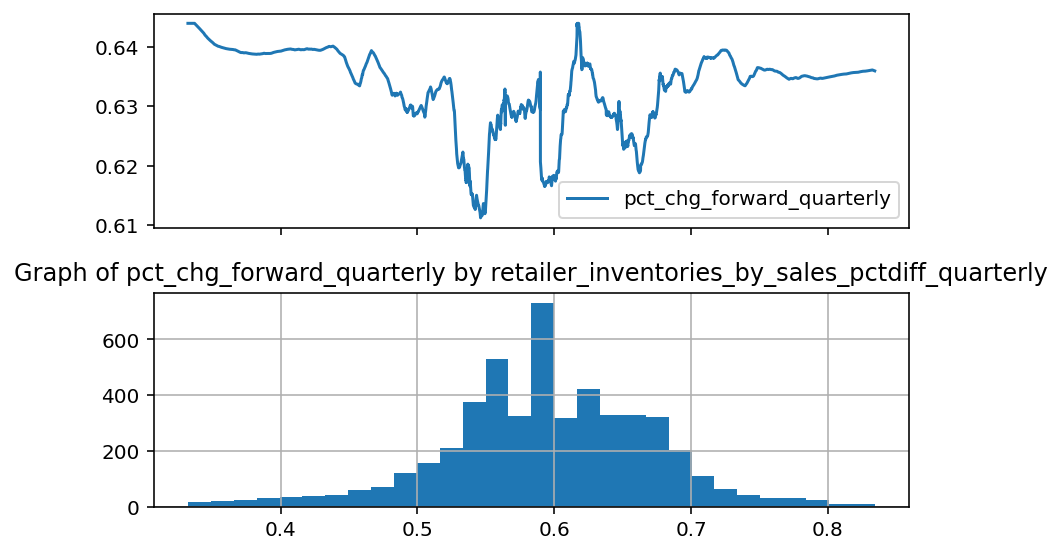 0.64
0.63
0.62
0.61
pct_chg_forward_quarterly
Graph of pct_chg_forward_quarterly by retailer_inventories_by_sales_pctdiff_quarterly
600
400
200
0
0.4 0.5 0.6 0.7 0.8